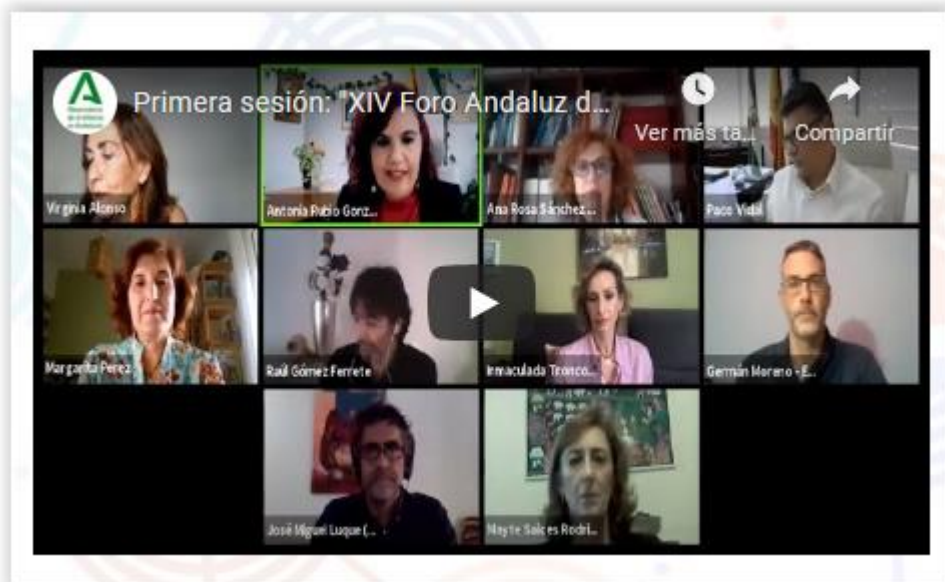 Primera sesión: "XIV Foro Andaluz d...
Ver más ta...
Compartir
Virginia Alonso
Antonia Rubio Gonz...
Ana Rosa Sánchez...
Paco Vidal
Margarita Perez
Raúl Gómez Ferrete
Inmaculada Tronco...
Germán Moreno - E...
José Miguel Luque (...
Mayte Salces Rodri...